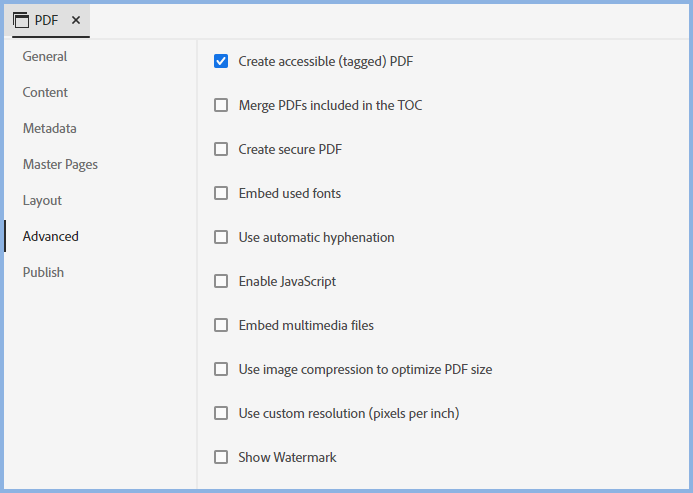 PDF
General
Content
Metadata
Master Pages
Layout
Advanced
Publish
Create accessible (tagged) PDF
Merge PDFs included in the TOC
Create secure PDF
Embed used fonts
Use automatic hyphenation
Enable JavaScript
Embed multimedia files
Use image compression to optimize PDF size
Use custom resolution (pixels per inch)
Show Watermark